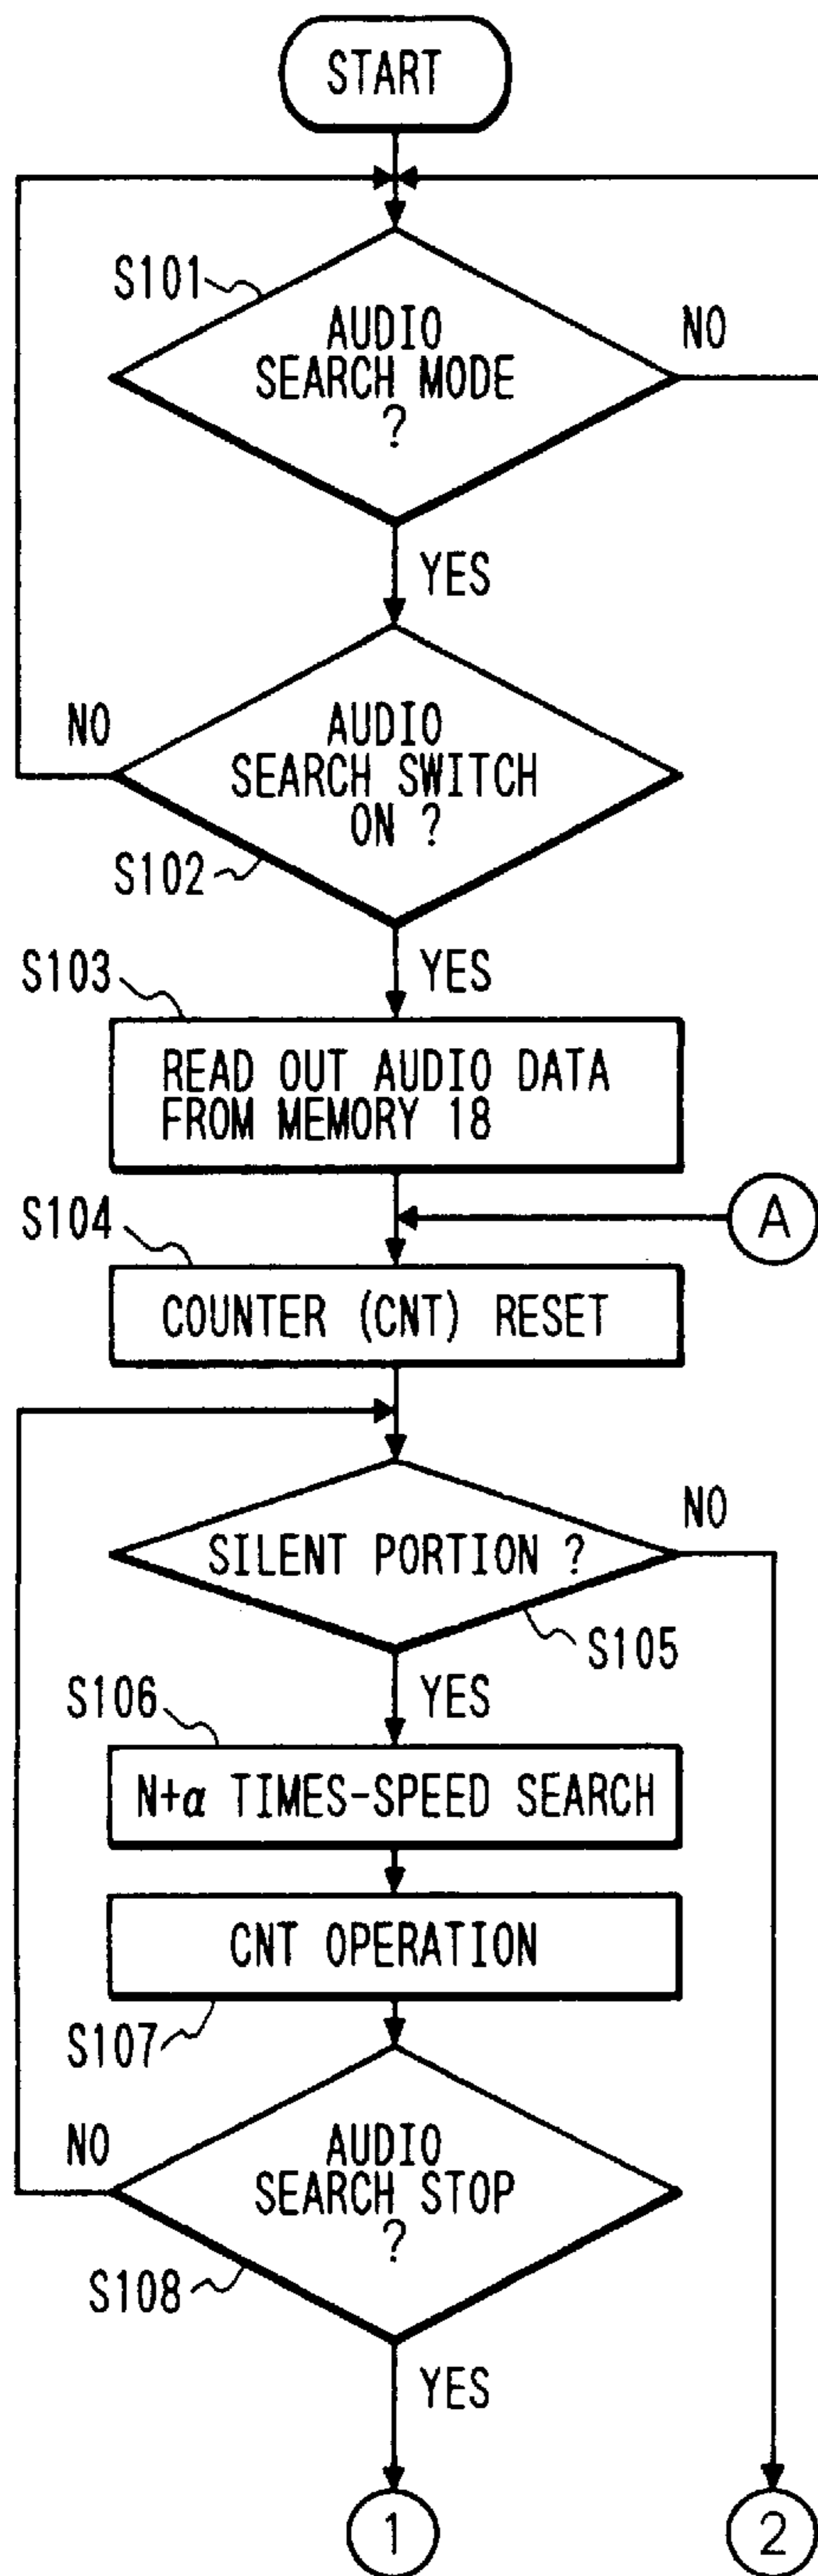 START
S101
AUDIO
SEARCH MODE
?
NO
YES
NO
AUDIO
SEARCH SWITCH
ON ?
S102
YES
S103
READ OUT AUDIO DATA
FROM MEMORY 18
A
S104
COUNTER (CNT) RESET
NO
SILENT PORTION ?
S105
YES
S106
N+α TIMES-SPEED SEARCH
CNT OPERATION
S107
NO
AUDIO
SEARCH STOP
?
S108
YES
1
2